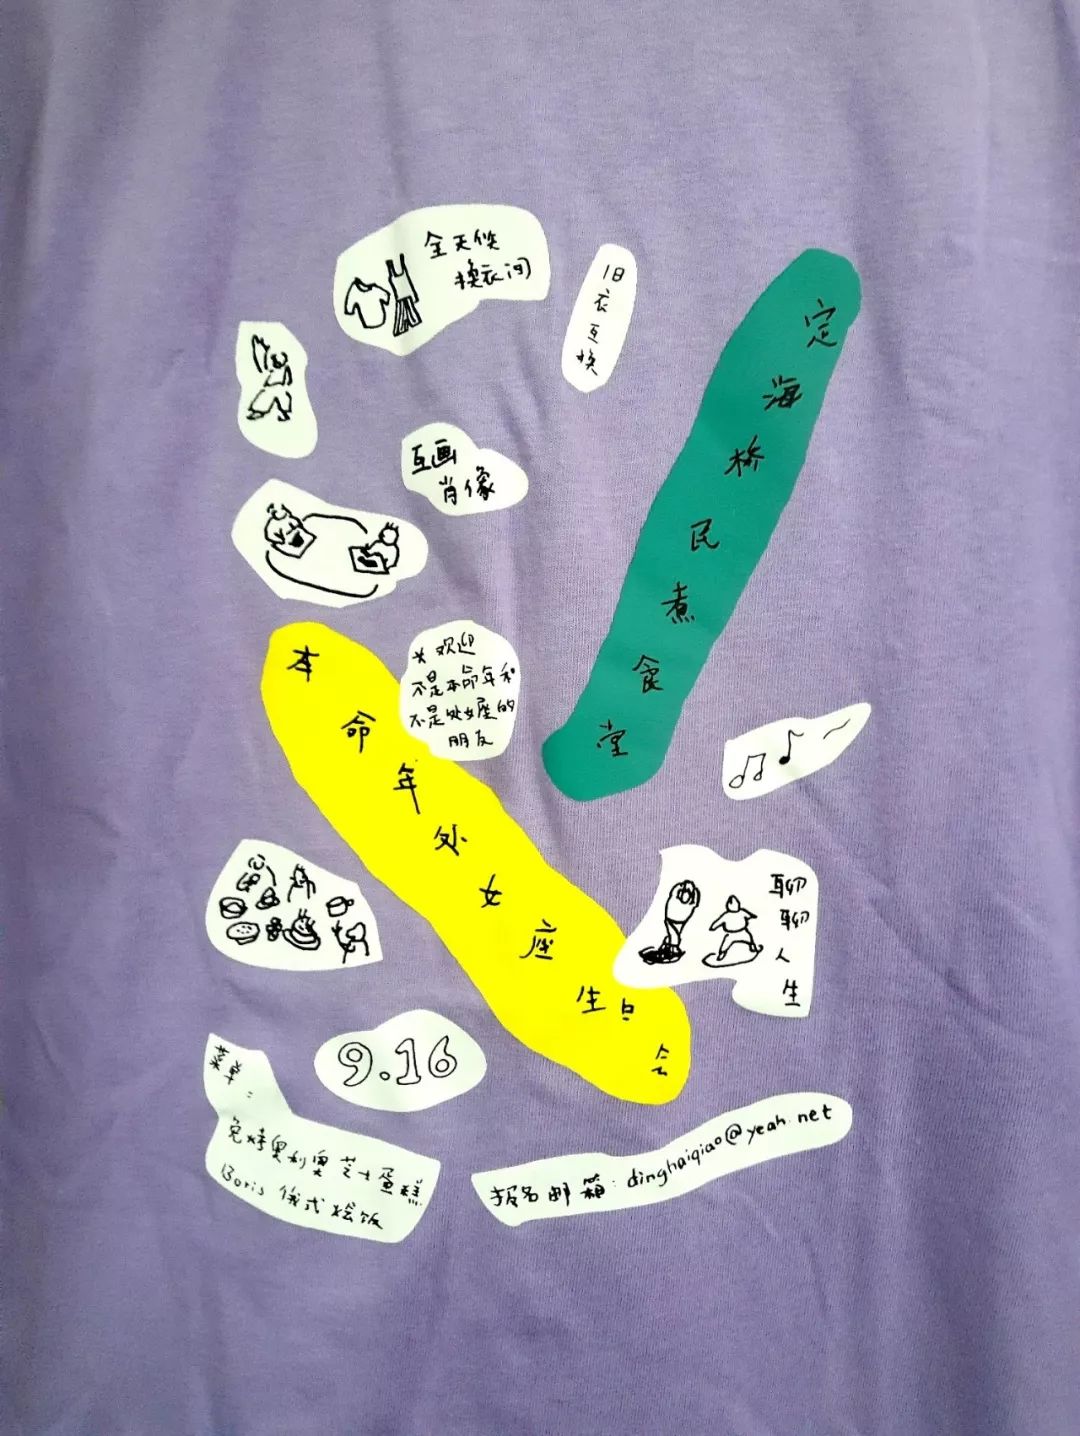 全天候
换衣间
旧衣互换
定海桥民煮食堂
互画
肖像
本命年处女座生日会
*欢迎
不是本命年和
不是处女座的
朋友
聊聊人生
9.16
菜单:
免烤奥利奥芝士蛋糕
Boris 俄式烩饭
报名邮箱:dinghaiqiao@yeah.net